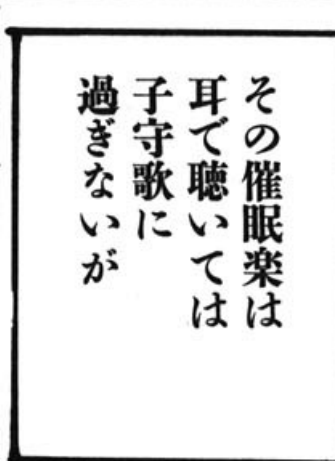 その催眠楽は
耳で聴いては
子守歌に
過ぎないが